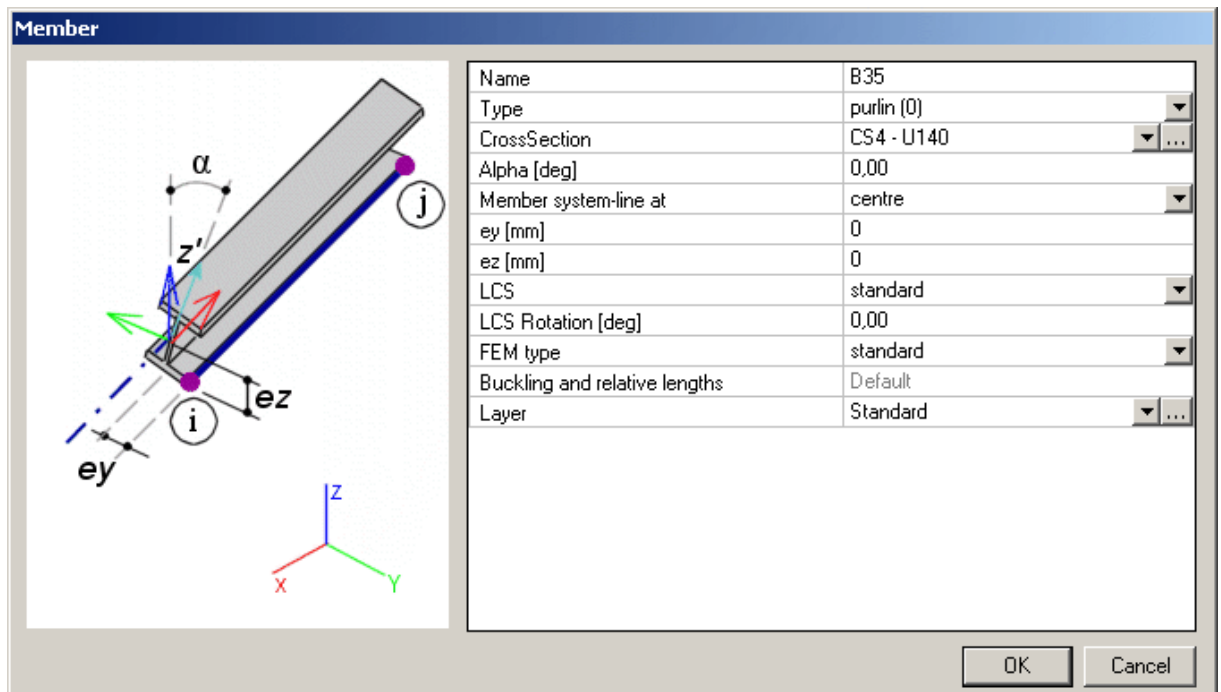 Member
α
z'
j
i
ez
ey
Z
X
Y
Name B35
Type purlin (0)
CrossSection CS4 - U140 ...
Alpha [deg] 0,00
Member system-line at centre
ey [mm] 0
ez [mm] 0
LCS standard
LCS Rotation [deg] 0,00
FEM type standard
Buckling and relative lengths Default
Layer Standard ...
OK Cancel